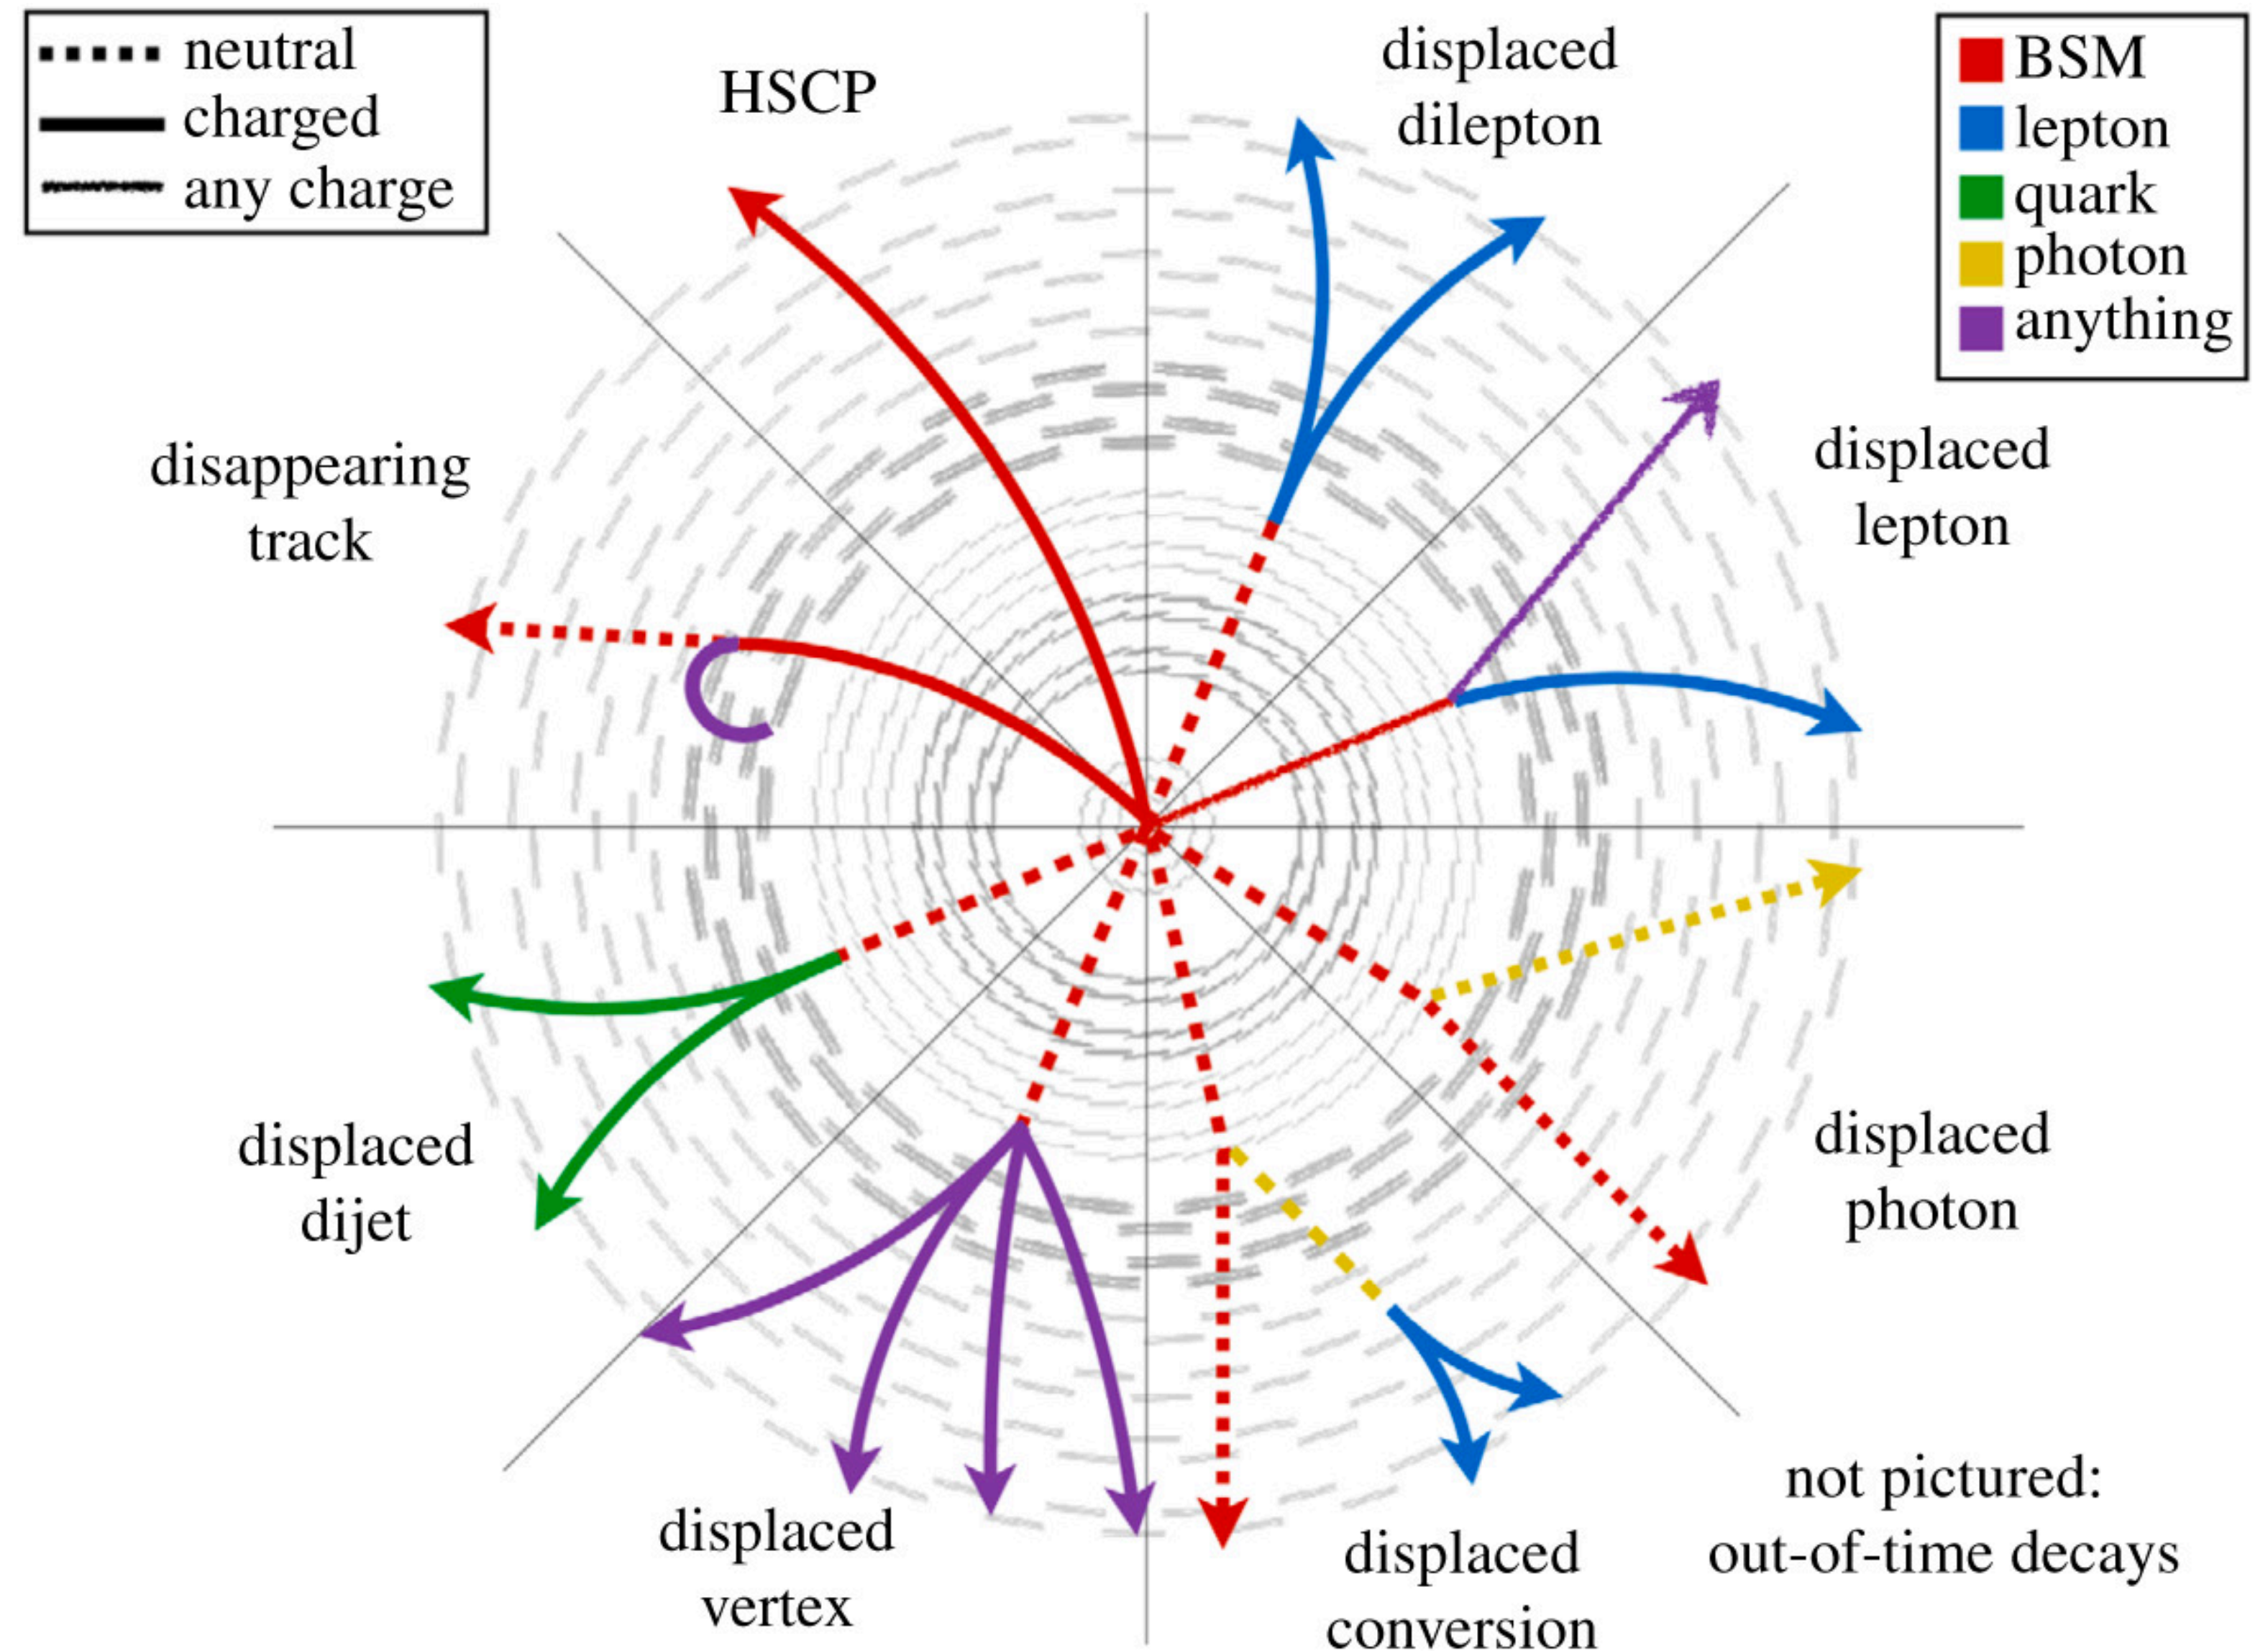 neutral
charged
any charge
HSCP
displaced
dilepton
BSM
lepton
quark
photon
anything
disappearing
track
displaced
lepton
displaced
dijet
displaced
photon
displaced
vertex
displaced
conversion
not pictured:
out-of-time decays